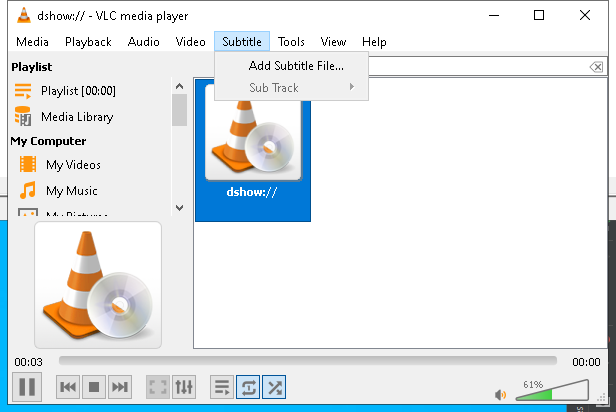 dshow:// - VLC media player
Media Playback Audio Video Subtitle Tools View Help
Add Subtitle File...
Sub Track
Playlist
Playlist [00:00]
Media Library
My Computer
My Videos
My Music
My Pictures
dshow://
00:03
00:00
61%